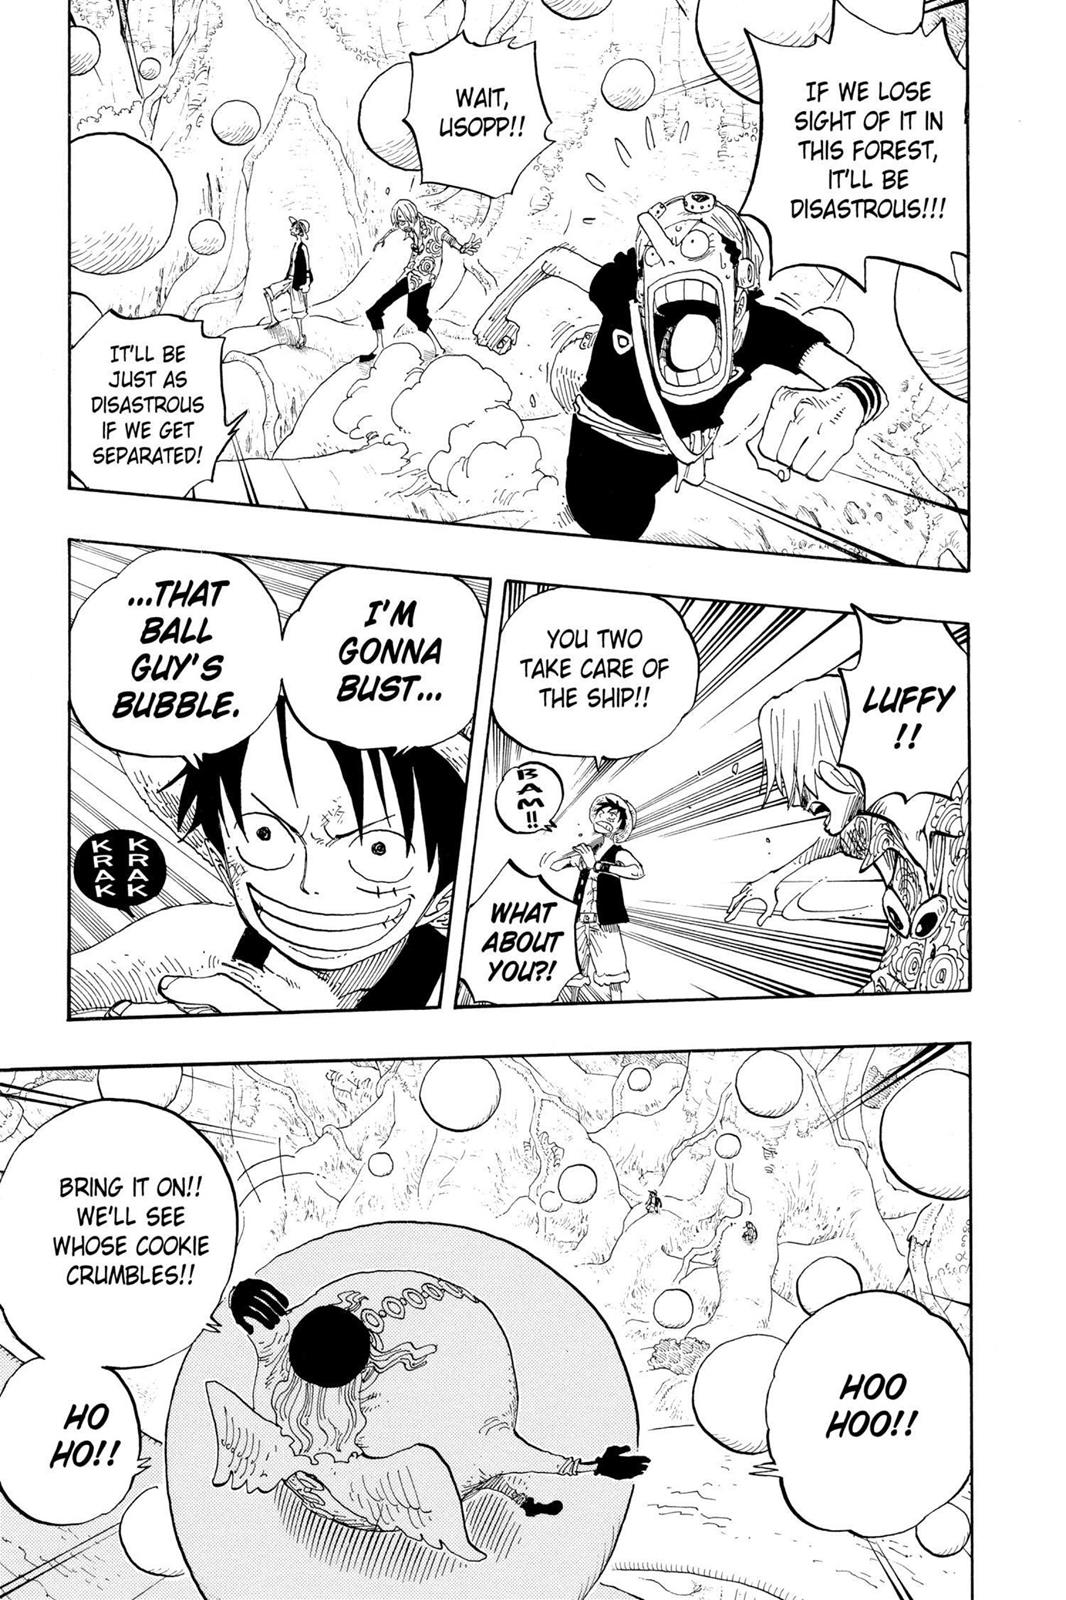 IF WE LOSE
SIGHT OF IT IN
THIS FOREST,
IT'LL BE
DISASTROUS!!!
WAIT,
USOPP!!
IT'LL BE
JUST AS
DISASTROUS
IF WE GET
SEPARATED!
LUFFY
!!
YOU TWO
TAKE CARE OF
THE SHIP!!
BAM!!
WHAT
ABOUT
YOU?!
I'M
GONNA
BUST...
...THAT
BALL
GUY'S
BUBBLE.
KRAK
KRAK
HOO
HOO!!
BRING IT ON!!
WE'LL SEE
WHOSE COOKIE
CRUMBLES!!
HO
HO!!